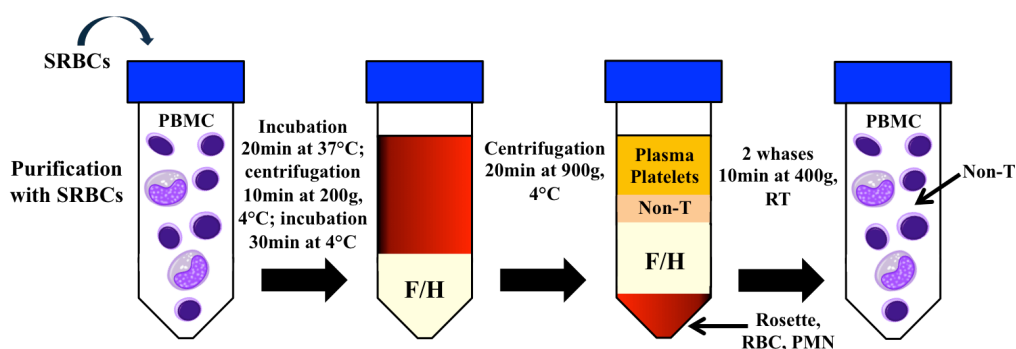 SRBCs
Purification
with SRBCs
PBMC
Incubation
20min at 37°C;
centrifugation
10min at 200g,
4°C; incubation
30min at 4°C
F/H
Centrifugation
20min at 900g,
4°C
Plasma
Platelets
Non-T
F/H
Rosette,
RBC, PMN
2 whases
10min at 400g,
RT
PBMC
Non-T